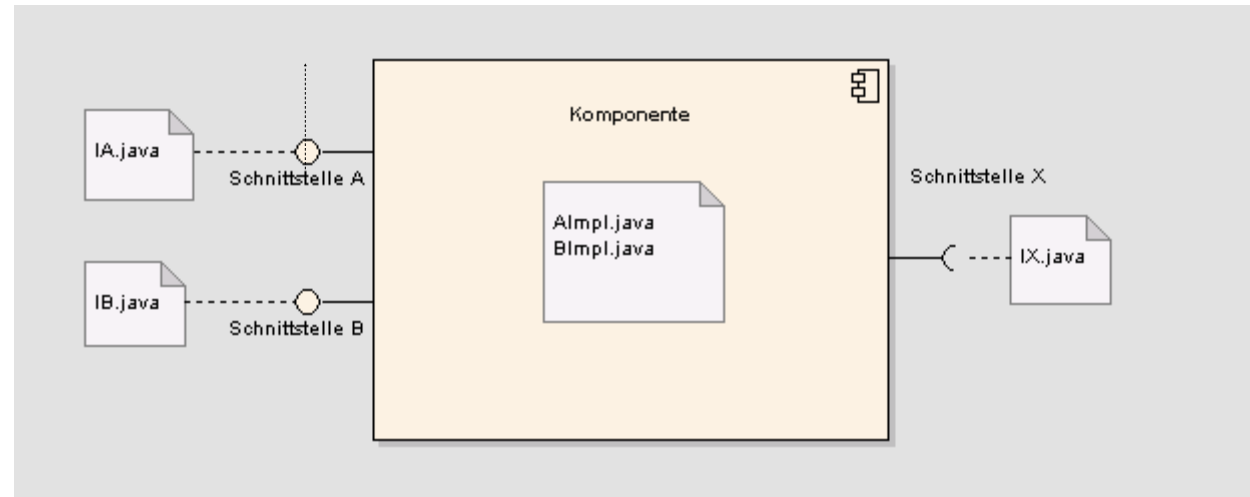 Komponente
IA.java
Schnittstelle A
Schnittstelle X
AImpl.java
BImpl.java
IX.java
IB.java
Schnittstelle B